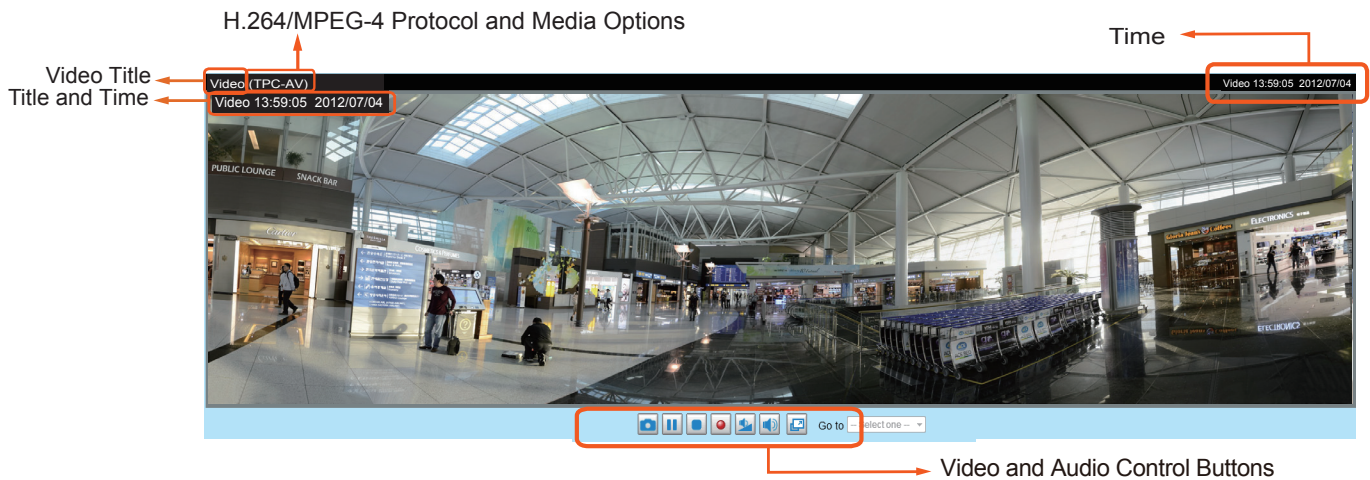 H.264/MPEG-4 Protocol and Media Options
Time
Video Title
Title and Time
Video (TPC-AV)
Video 13:59:05 2012/07/04
Video 13:59:05 2012/07/04
PUBLIC LOUNGE
SNACK BAR
Cartier
ELECTRONICS
Go to
-- Select one --
Video and Audio Control Buttons